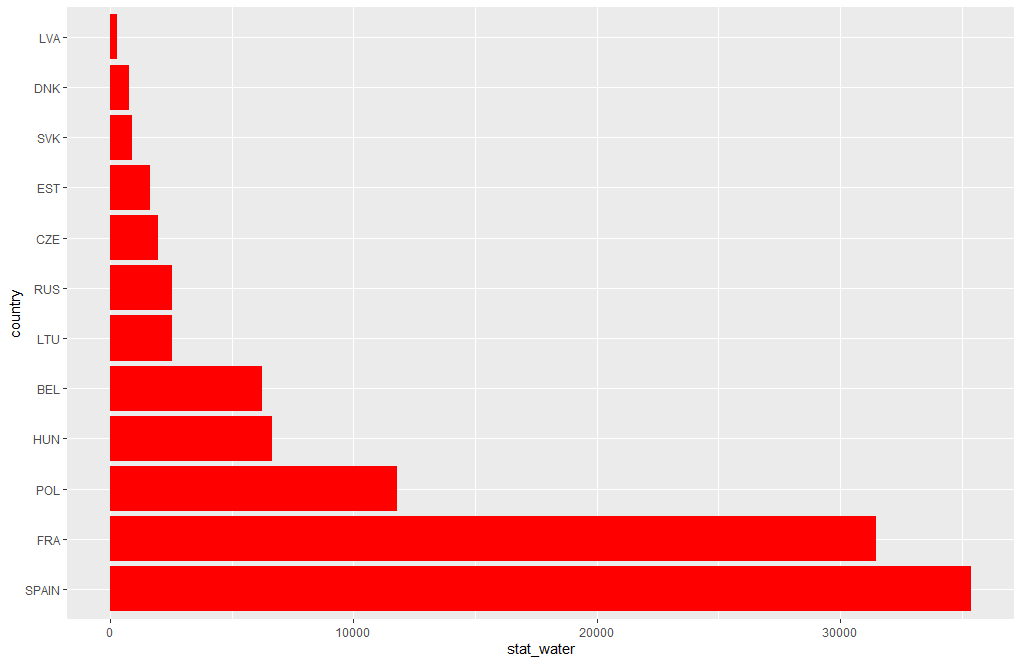 LVA
DNK
SVK
EST
CZE
RUS
LTU
BEL
HUN
POL
FRA
SPAIN
country
0 10000 20000 30000
stat_water